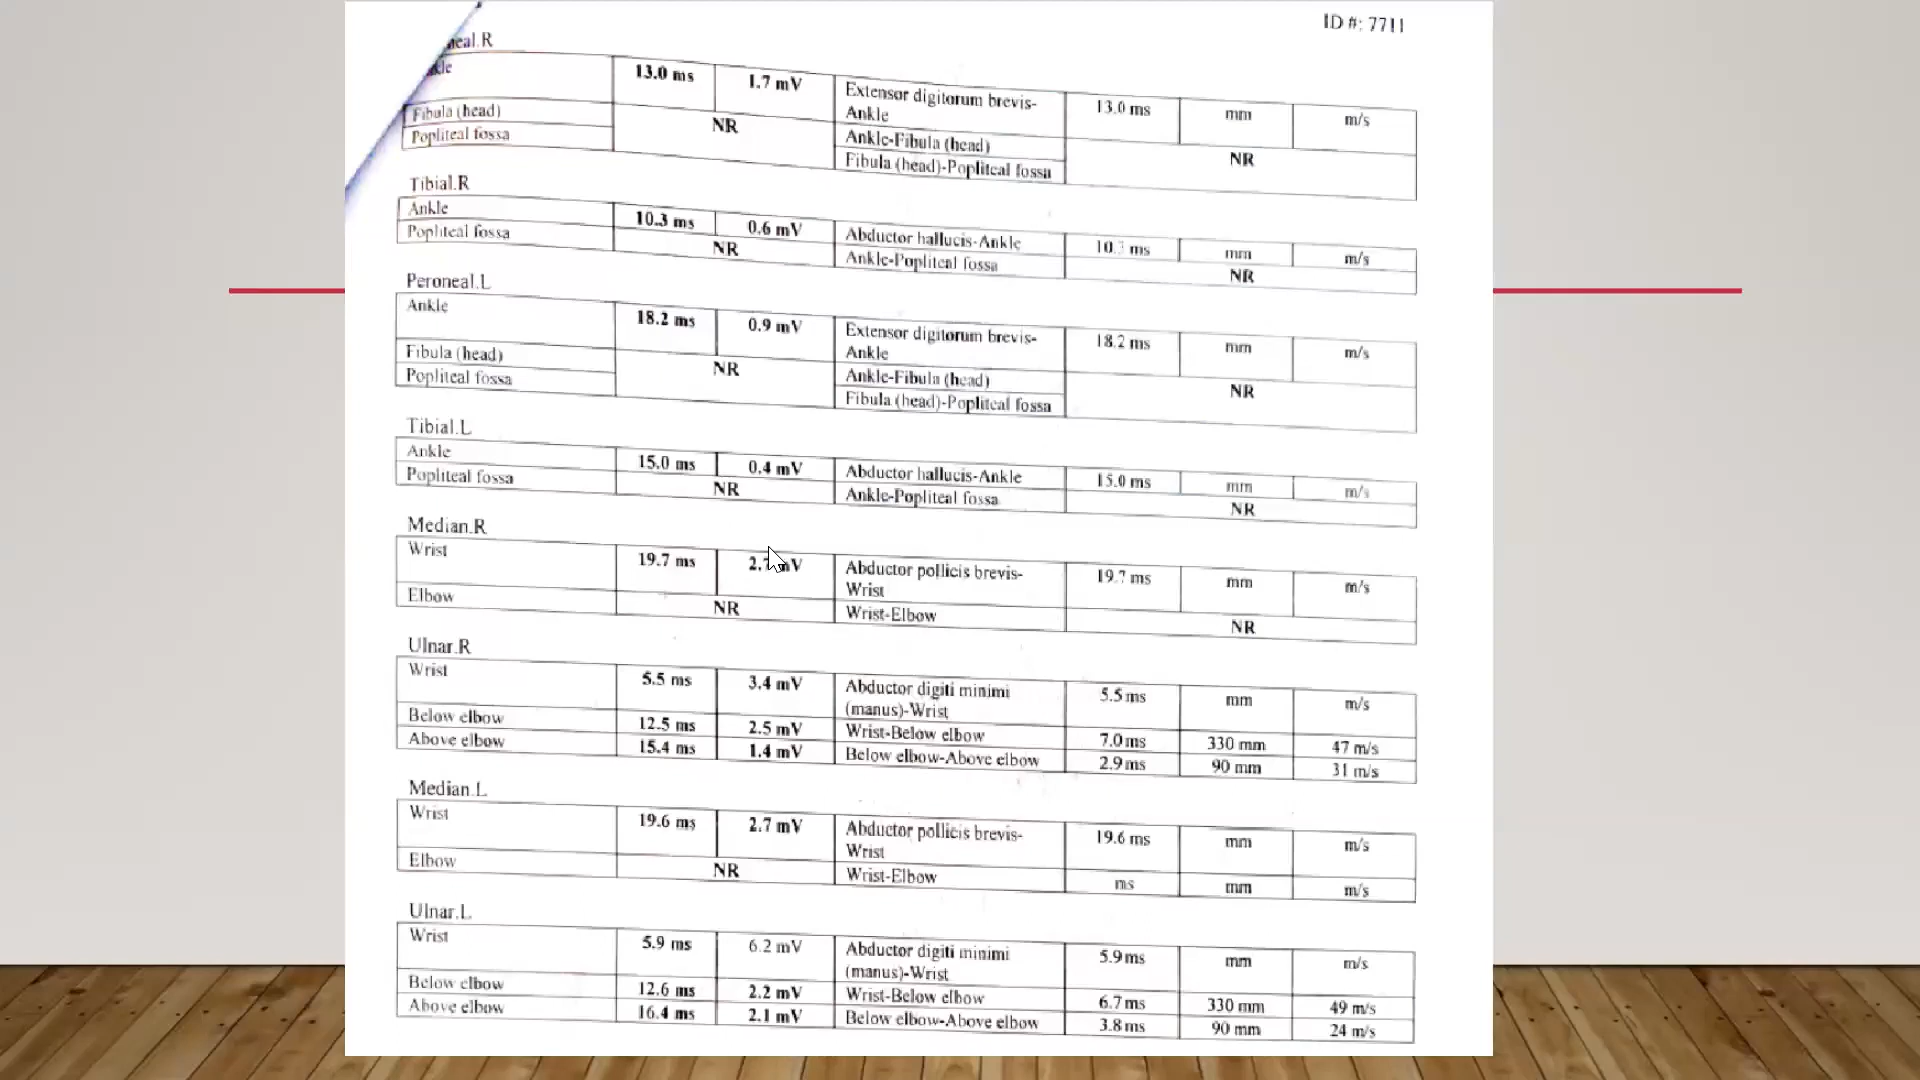 ID #: 7711
Peroneal.R
Ankle 13.0 ms 1.7 mV Extensor digitorum brevis-Ankle 13.0 ms mm m/s
Fibula (head) NR Ankle-Fibula (head) NR
Popliteal fossa Fibula (head)-Popliteal fossa
Tibial.R
Ankle 10.3 ms 0.6 mV Abductor hallucis-Ankle 10.3 ms mm m/s
Popliteal fossa NR Ankle-Popliteal fossa NR
Peroneal.L
Ankle 18.2 ms 0.9 mV Extensor digitorum brevis-Ankle 18.2 ms mm m/s
Fibula (head) NR Ankle-Fibula (head) NR
Popliteal fossa Fibula (head)-Popliteal fossa
Tibial.L
Ankle 15.0 ms 0.4 mV Abductor hallucis-Ankle 15.0 ms mm m/s
Popliteal fossa NR Ankle-Popliteal fossa NR
Median.R
Wrist 19.7 ms mV Abductor pollicis brevis-Wrist 19.7 ms mm m/s
Elbow NR Wrist-Elbow NR
Ulnar.R
Wrist 5.5 ms 3.4 mV Abductor digiti minimi (manus)-Wrist 5.5 ms mm m/s
Below elbow 12.5 ms 2.5 mV Wrist-Below elbow 7.0 ms 330 mm 47 m/s
Above elbow 15.4 ms 1.4 mV Below elbow-Above elbow 2.9 ms 90 mm 31 m/s
Median.L
Wrist 19.6 ms 2.7 mV Abductor pollicis brevis-Wrist 19.6 ms mm m/s
Elbow NR Wrist-Elbow ms mm m/s
Ulnar.L
Wrist 5.9 ms 6.2 mV Abductor digiti minimi (manus)-Wrist 5.9 ms mm m/s
Below elbow 12.6 ms 2.2 mV Wrist-Below elbow 6.7 ms 330 mm 49 m/s
Above elbow 16.4 ms 2.1 mV Below elbow-Above elbow 3.8 ms 90 mm 24 m/s